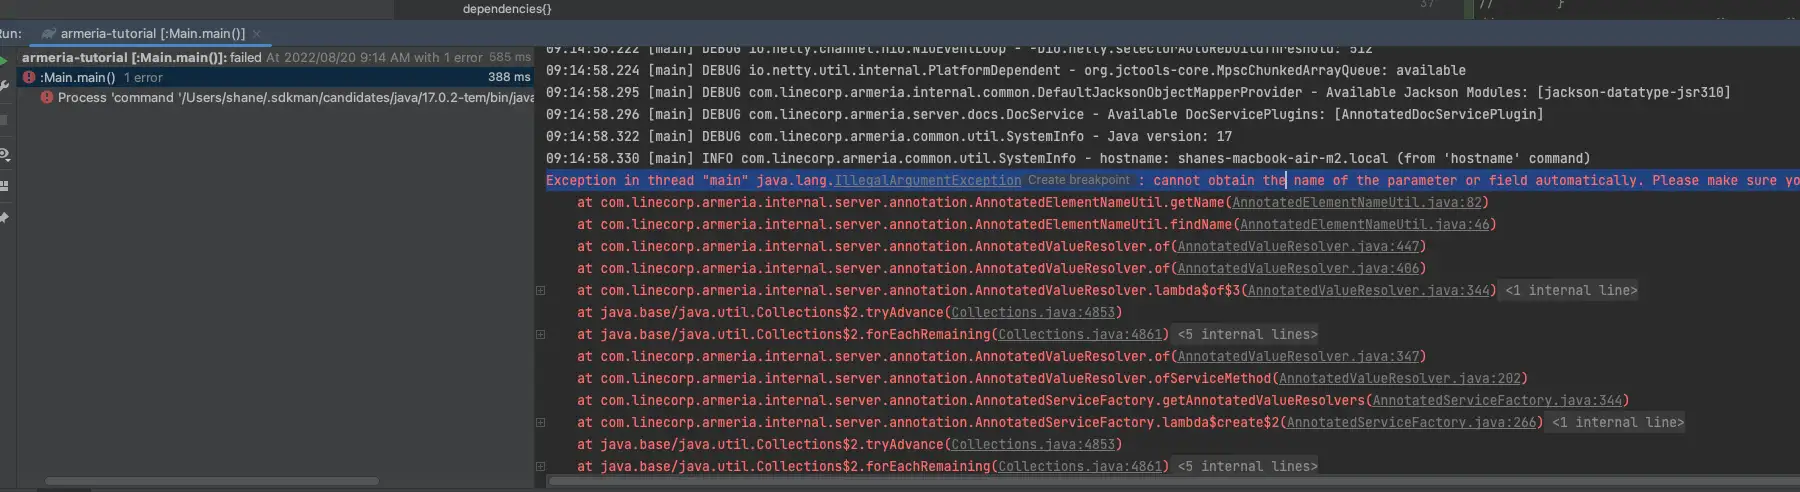 dependencies{}
37 // }
Run: armeria-tutorial [:Main.main()] ×
armeria-tutorial [:Main.main()]: failed At 2022/08/20 9:14 AM with 1 error 585 ms
:Main.main() 1 error 388 ms
Process 'command '/Users/shane/.sdkman/candidates/java/17.0.2-tem/bin/java
09:14:58.222 [main] DEBUG io.netty.channel.nio.NioEventLoop - -Dio.netty.selectorAutoRebuildThreshold: 512
09:14:58.224 [main] DEBUG io.netty.util.internal.PlatformDependent - org.jctools-core.MpscChunkedArrayQueue: available
09:14:58.295 [main] DEBUG com.linecorp.armeria.internal.common.DefaultJacksonObjectMapperProvider - Available Jackson Modules: [jackson-datatype-jsr310]
09:14:58.296 [main] DEBUG com.linecorp.armeria.server.docs.DocService - Available DocServicePlugins: [AnnotatedDocServicePlugin]
09:14:58.322 [main] DEBUG com.linecorp.armeria.common.util.SystemInfo - Java version: 17
09:14:58.330 [main] INFO com.linecorp.armeria.common.util.SystemInfo - hostname: shanes-macbook-air-m2.local (from 'hostname' command)
Exception in thread "main" java.lang.IllegalArgumentException Create breakpoint : cannot obtain the name of the parameter or field automatically. Please make sure yo
at com.linecorp.armeria.internal.server.annotation.AnnotatedElementNameUtil.getName(AnnotatedElementNameUtil.java:82)
at com.linecorp.armeria.internal.server.annotation.AnnotatedElementNameUtil.findName(AnnotatedElementNameUtil.java:46)
at com.linecorp.armeria.internal.server.annotation.AnnotatedValueResolver.of(AnnotatedValueResolver.java:447)
at com.linecorp.armeria.internal.server.annotation.AnnotatedValueResolver.of(AnnotatedValueResolver.java:406)
at com.linecorp.armeria.internal.server.annotation.AnnotatedValueResolver.lambda$of$3(AnnotatedValueResolver.java:344) <1 internal line>
at java.base/java.util.Collections$2.tryAdvance(Collections.java:4853)
at java.base/java.util.Collections$2.forEachRemaining(Collections.java:4861) <5 internal lines>
at com.linecorp.armeria.internal.server.annotation.AnnotatedValueResolver.of(AnnotatedValueResolver.java:347)
at com.linecorp.armeria.internal.server.annotation.AnnotatedValueResolver.ofServiceMethod(AnnotatedValueResolver.java:202)
at com.linecorp.armeria.internal.server.annotation.AnnotatedServiceFactory.getAnnotatedValueResolvers(AnnotatedServiceFactory.java:344)
at com.linecorp.armeria.internal.server.annotation.AnnotatedServiceFactory.lambda$create$2(AnnotatedServiceFactory.java:266) <1 internal line>
at java.base/java.util.Collections$2.tryAdvance(Collections.java:4853)
at java.base/java.util.Collections$2.forEachRemaining(Collections.java:4861) <5 internal lines>